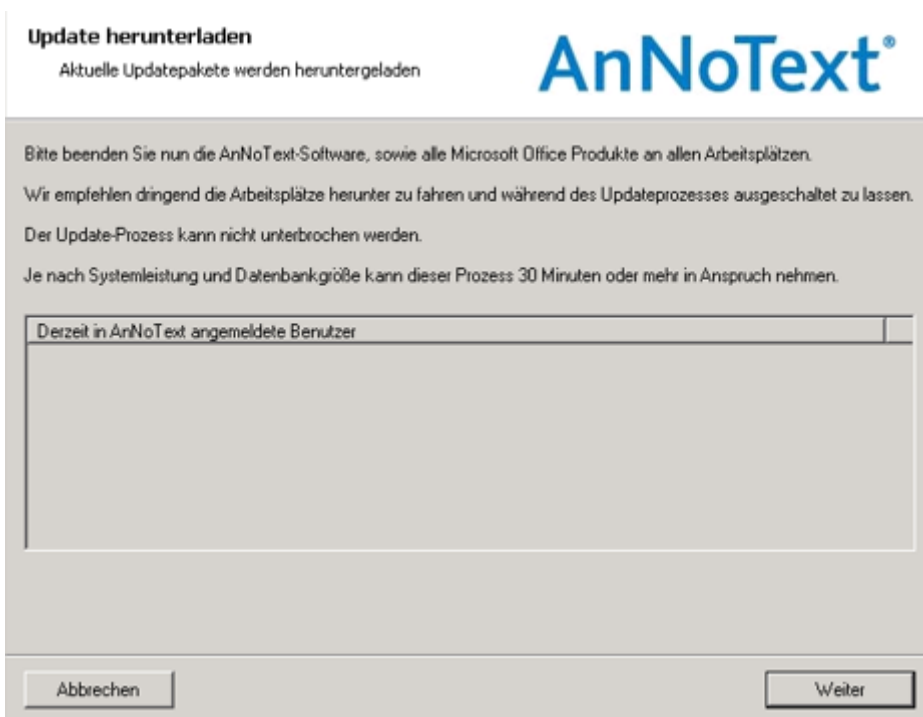 Update herunterladen
Aktuelle Updatepakete werden heruntergeladen
AnNoText®
Bitte beenden Sie nun die AnNoText-Software, sowie alle Microsoft Office Produkte an allen Arbeitsplätzen.
Wir empfehlen dringend die Arbeitsplätze herunter zu fahren und während des Updateprozesses ausgeschaltet zu lassen.
Der Update-Prozess kann nicht unterbrochen werden.
Je nach Systemleistung und Datenbankgröße kann dieser Prozess 30 Minuten oder mehr in Anspruch nehmen.
Derzeit in AnNoText angemeldete Benutzer
Abbrechen
Weiter